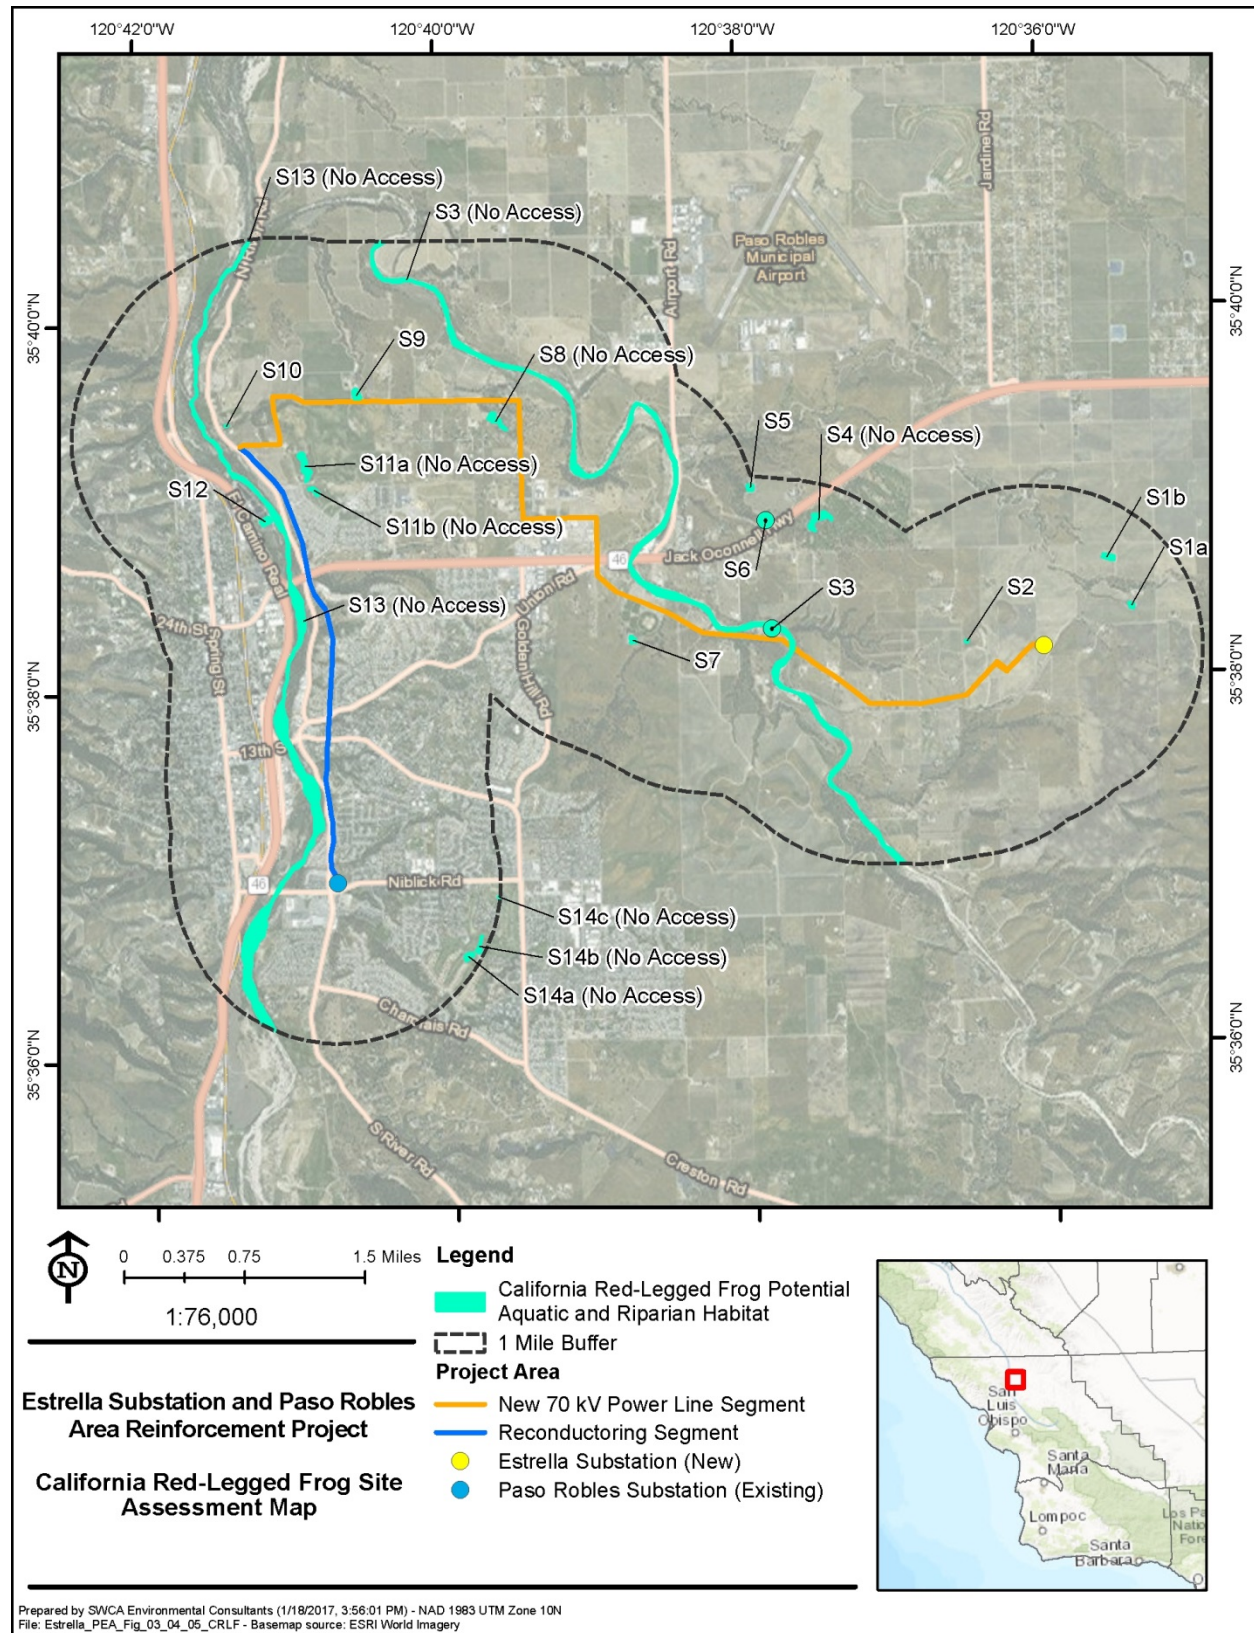 120°42'0"W
120°40'0"W
120°38'0"W
120°36'0"W
35°40'0"N
35°38'0"N
35°36'0"N
35°40'0"N
35°38'0"N
35°36'0"N
Jardine Rd
S13 (No Access)
S3 (No Access)
Airport Rd
Paso Robles
Municipal
Airport
S9
S8 (No Access)
S10
S5
S4 (No Access)
S11a (No Access)
S12
S11b (No Access)
El Camino Real
Jack Oconnell Hwy
S1b
46
S6
S1a
Union Rd
S13 (No Access)
S3
S2
24th St
Spring St
Golden Hill Rd
S7
13th S
Niblick Rd
46
S14c (No Access)
S14b (No Access)
S14a (No Access)
Charolais Rd
S River Rd
Creston Rd
N
0 0.375 0.75 1.5 Miles
1:76,000
Estrella Substation and Paso Robles
Area Reinforcement Project
California Red-Legged Frog Site
Assessment Map
Legend
California Red-Legged Frog Potential
Aquatic and Riparian Habitat
1 Mile Buffer
Project Area
New 70 kV Power Line Segment
Reconductoring Segment
Estrella Substation (New)
Paso Robles Substation (Existing)
San
Luis
Obispo
Santa
Maria
Lompoc
Santa
Barbara
Los Pa
Natio
Fore
Prepared by SWCA Environmental Consultants (1/18/2017, 3:56:01 PM) - NAD 1983 UTM Zone 10N
File: Estrella_PEA_Fig_03_04_05_CRLF - Basemap source: ESRI World Imagery